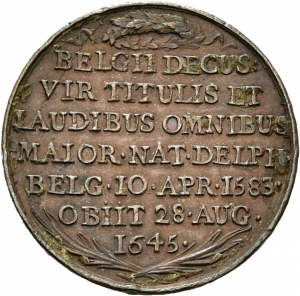 BELGII DECUS·
VIR TITULIS ET
LAUDIBUS OMNIBUS
MAIOR·NAT·DELPH
BELG·10·APR·1583·
OBIIT 28·AUG·
1645·